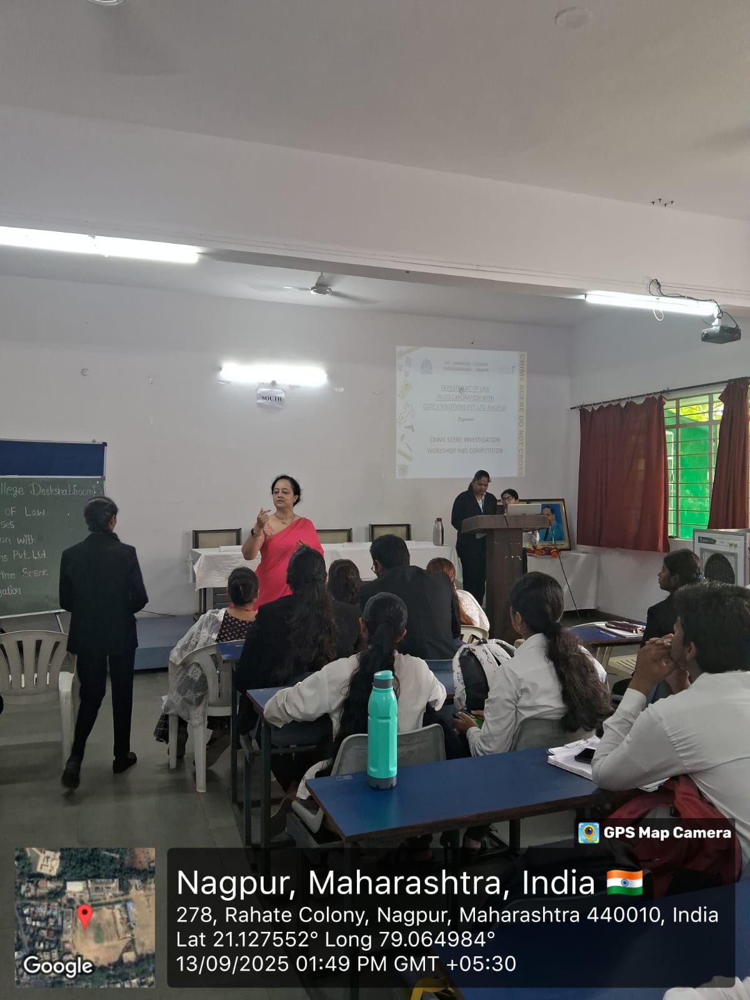 SOUTH
DEPARTMENT OF LAW
IN COLLABORATION WITH
CODE F SOLUTIONS PVT. LTD. NAGPUR
Organizes
CRIME SCENE INVESTIGATION
WORKSHOP AND COMPETITION
CRIME SCENE DO NOT CROSS
llege Deekshabhoomi
OF Law
ses
on with
ns Pvt. Ltd
rime Scene
gation
GPS Map Camera
Nagpur, Maharashtra, India
278, Rahate Colony, Nagpur, Maharashtra 440010, India
Lat 21.127552° Long 79.064984°
13/09/2025 01:49 PM GMT +05:30
Google